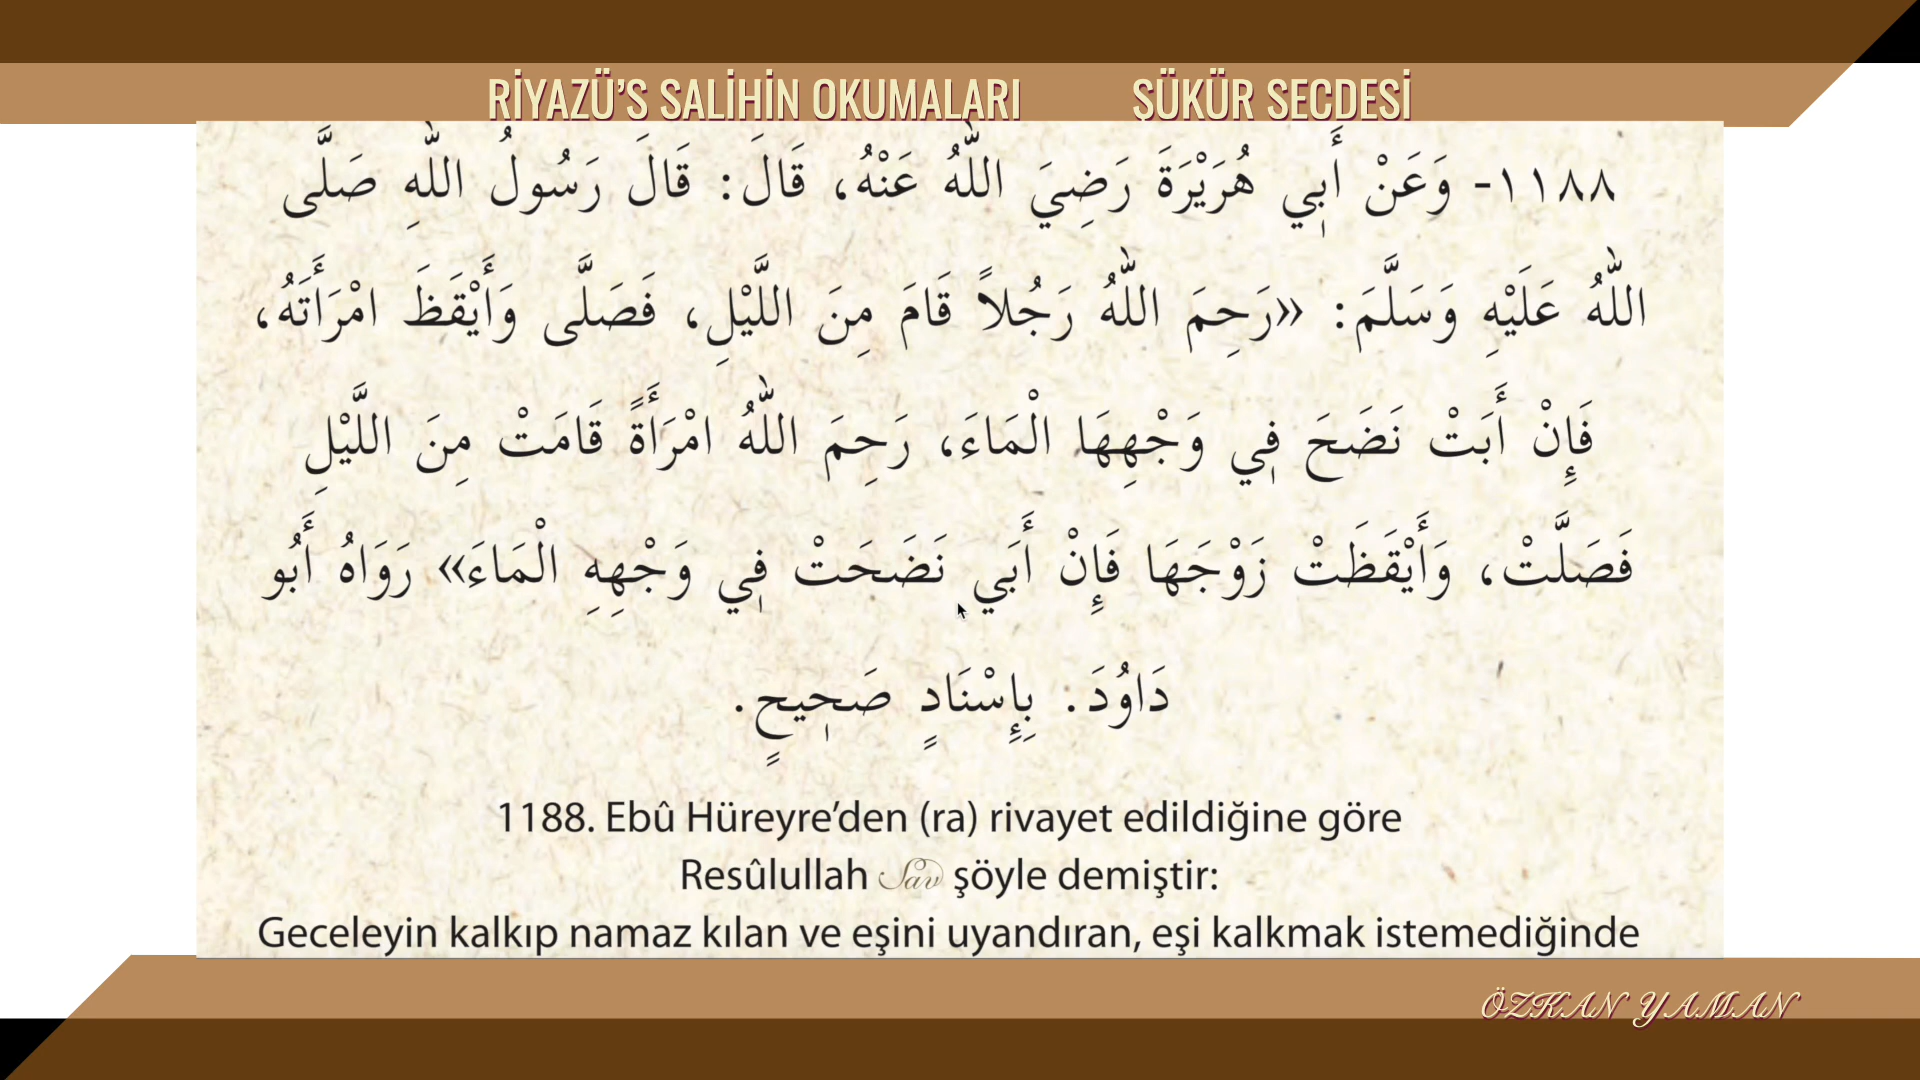 RİYAZÜ'S SALİHİN OKUMALARI ŞÜKÜR SECDESİ
١١٨٨- وَعَنْ أَبِي هُرَيْرَةَ رَضِيَ اللّٰهُ عَنْهُ، قَالَ: قَالَ رَسُولُ اللّٰهِ صَلَّى
اللّٰهُ عَلَيْهِ وَسَلَّمَ: «رَحِمَ اللّٰهُ رَجُلاً قَامَ مِنَ اللَّيْلِ، فَصَلَّى وَأَيْقَظَ امْرَأَتَهُ،
فَإِنْ أَبَتْ نَضَحَ فِي وَجْهِهَا الْمَاءَ، رَحِمَ اللّٰهُ امْرَأَةً قَامَتْ مِنَ اللَّيْلِ
فَصَلَّتْ، وَأَيْقَظَتْ زَوْجَهَا فَإِنْ أَبَي نَضَحَتْ فِي وَجْهِهِ الْمَاءَ» رَوَاهُ أَبُو
دَاوُدَ. بِإِسْنَادٍ صَحِيحٍ.
1188. Ebû Hüreyre'den (ra) rivayet edildiğine göre
Resûlullah Sav şöyle demiştir:
Geceleyin kalkıp namaz kılan ve eşini uyandıran, eşi kalkmak istemediğinde
ÖZKAN YAMAN